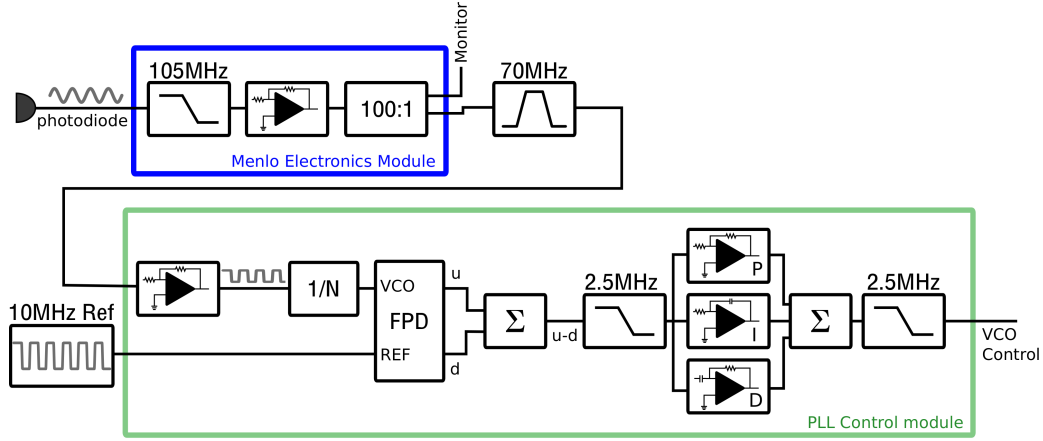 Monitor
105MHz
70MHz
photodiode
100:1
Menlo Electronics Module
10MHz Ref
1/N
VCO
FPD
REF
u
d
Σ
u-d
2.5MHz
P
I
D
Σ
2.5MHz
VCO
Control
PLL Control module